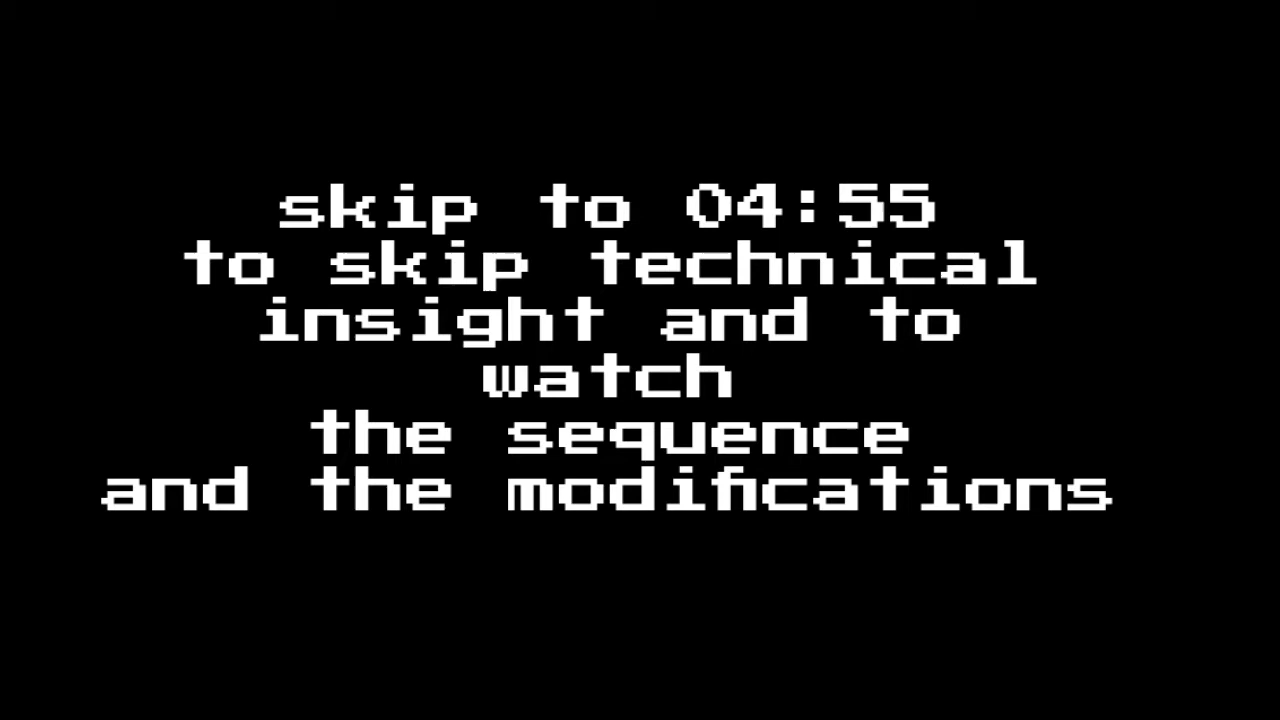 skip to 04:55
to skip technical
insight and to
watch
the sequence
and the modifications